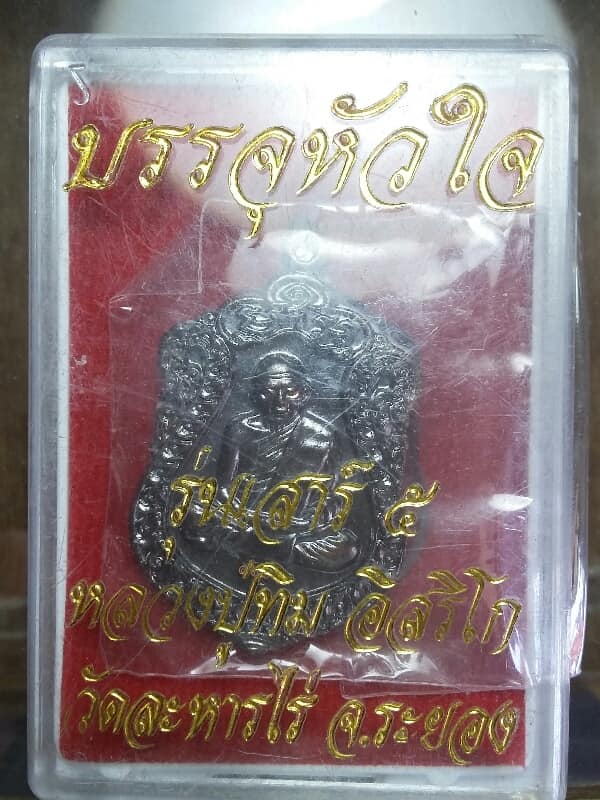 บรรจุหัวใจ
รุ่นเสาร์ ๕
หลวงปู่ทิม อิสริโก
วัดละหารไร่ จ.ระยอง